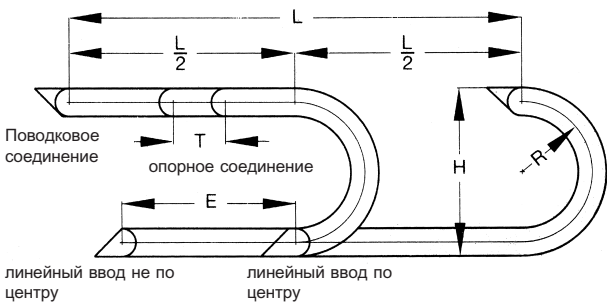 L
L
2
L
2
Поводковое
соединение
T
опорное соединение
H
R
E
линейный ввод не по
центру
линейный ввод по
центру